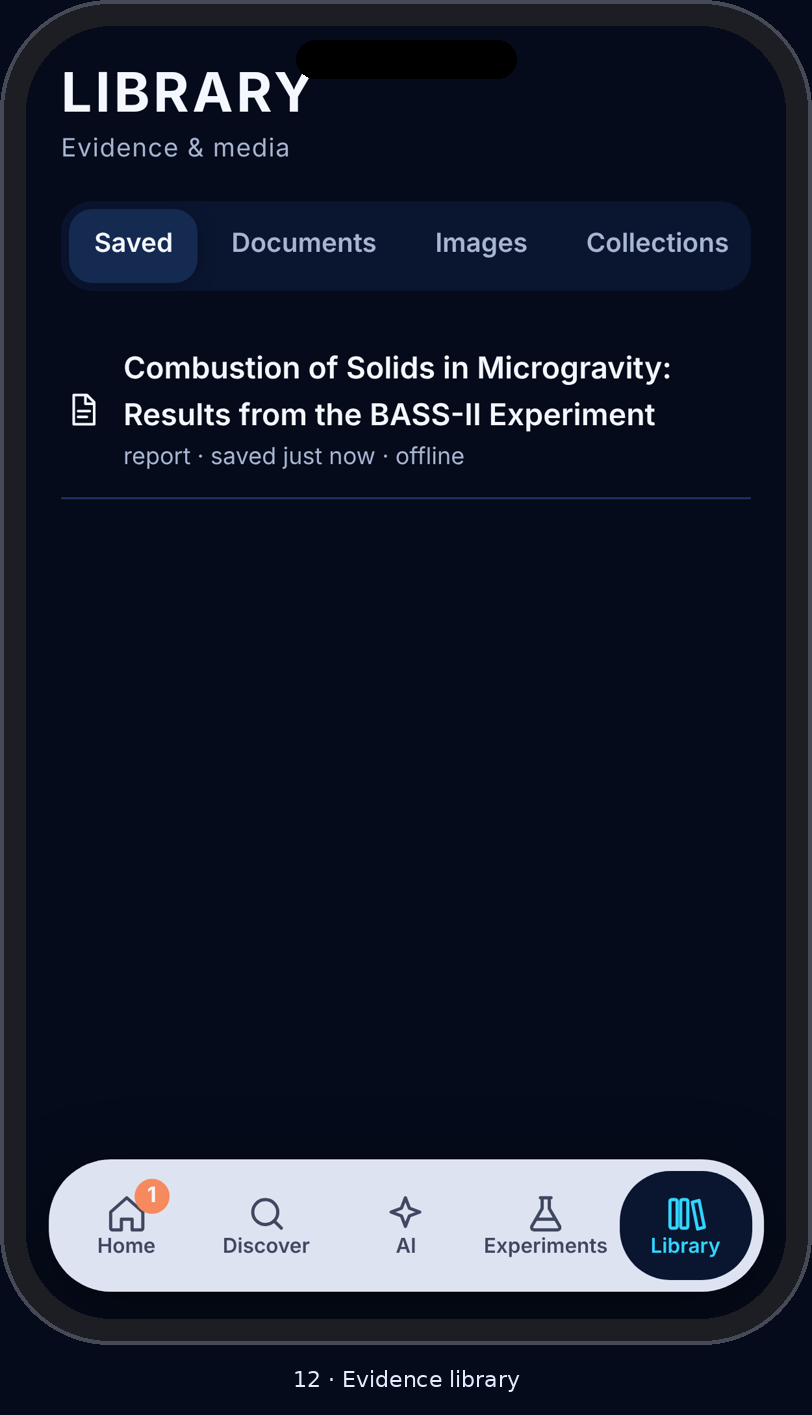 LIBRARY
Evidence & media
Saved Documents Images Collections
Combustion of Solids in Microgravity:
Results from the BASS-II Experiment
report · saved just now · offline
1
Home Discover AI Experiments Library
12 · Evidence library